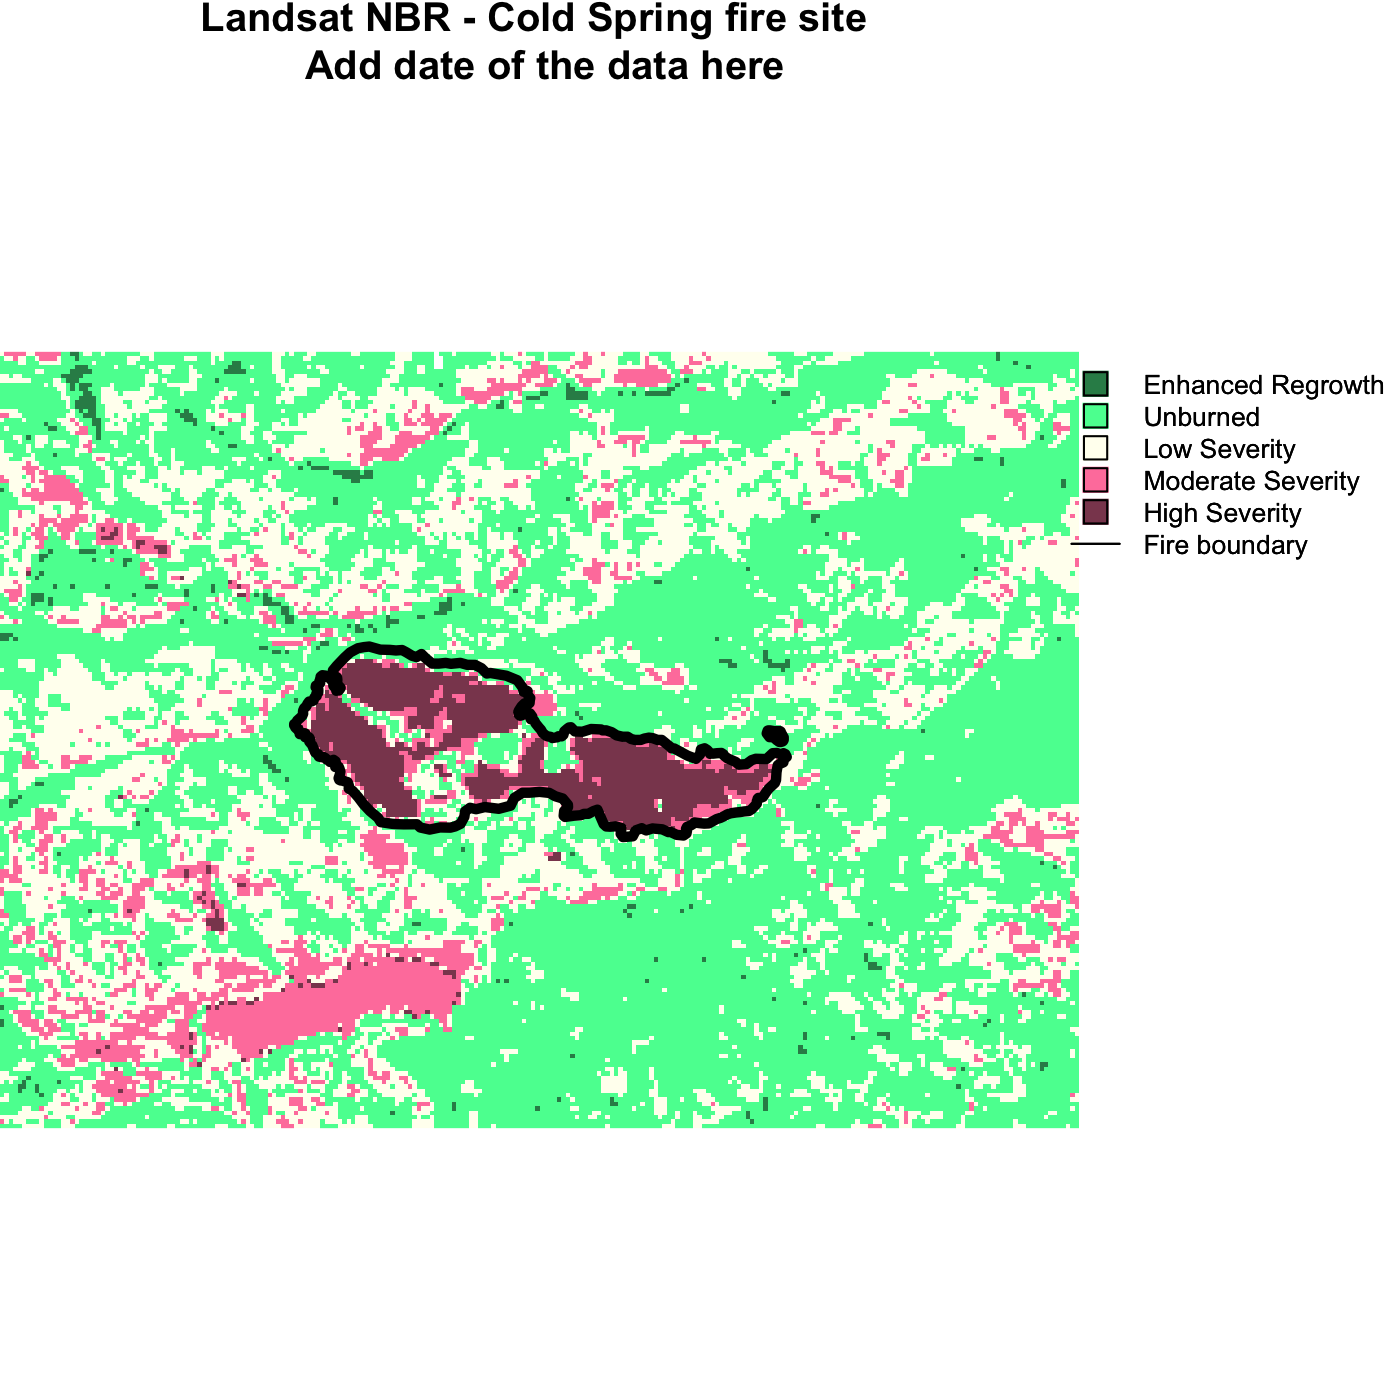 Landsat NBR - Cold Spring fire site
Add date of the data here
Enhanced Regrowth
Unburned
Low Severity
Moderate Severity
High Severity
Fire boundary